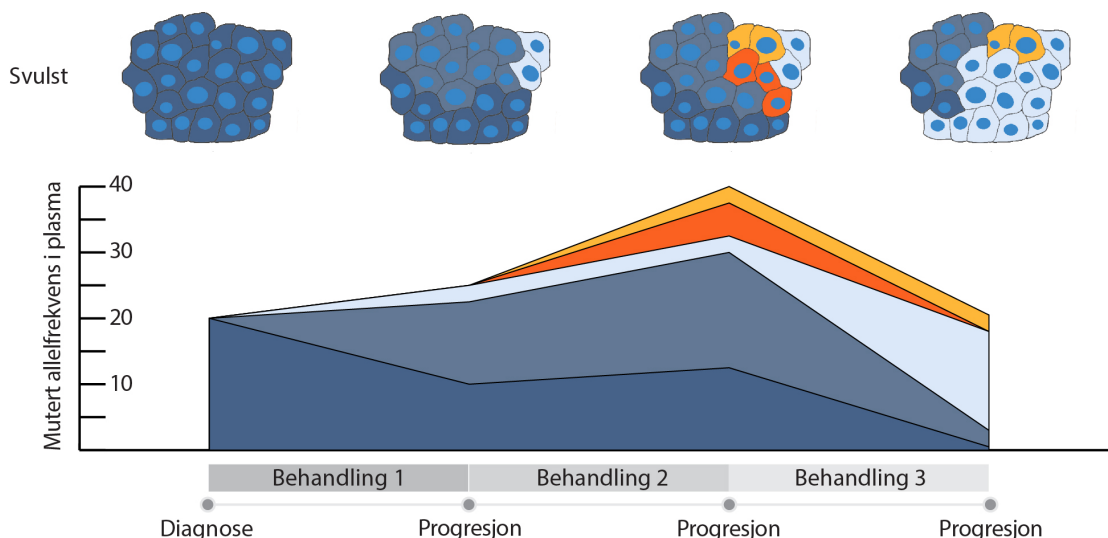 Svulst
Mutert allelfrekvens i plasma
40
30
20
10
Behandling 1
Behandling 2
Behandling 3
Diagnose
Progresjon
Progresjon
Progresjon